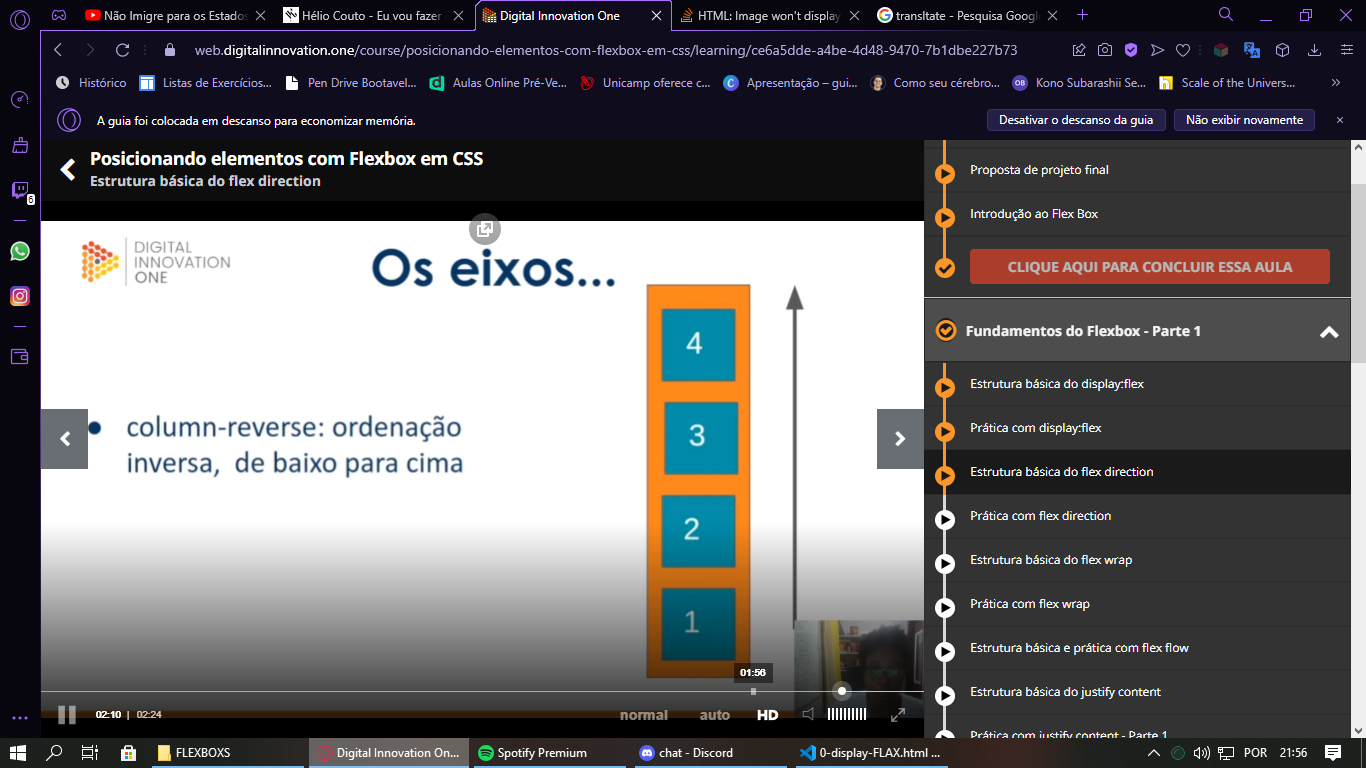 Não Imigre para os Estados
Hélio Couto - Eu vou fazer
Digital Innovation One
HTML: Image won't display
transltate - Pesquisa Googl
web.digitalinnovation.one/course/posicionando-elementos-com-flexbox-em-css/learning/ce6a5dde-a4be-4d48-9470-7b1dbe227b73
Histórico
Listas de Exercícios...
Pen Drive Bootavel...
Aulas Online Pré-Ve...
Unicamp oferece c...
Apresentação – gui...
Como seu cérebro...
OB
Kono Subarashii Se...
Scale of the Univers...
A guia foi colocada em descanso para economizar memória.
Desativar o descanso da guia
Não exibir novamente
6
Posicionando elementos com Flexbox em CSS
Estrutura básica do flex direction
DIGITAL
INNOVATION
ONE
Os eixos...
column-reverse: ordenação
inversa, de baixo para cima
4
3
2
1
01:56
02:10 | 02:24
normal
auto
HD
Proposta de projeto final
Introdução ao Flex Box
CLIQUE AQUI PARA CONCLUIR ESSA AULA
Fundamentos do Flexbox - Parte 1
Estrutura básica do display:flex
Prática com display:flex
Estrutura básica do flex direction
Prática com flex direction
Estrutura básica do flex wrap
Prática com flex wrap
Estrutura básica e prática com flex flow
Estrutura básica do justify content
Prática com justify content - Parte 1
FLEXBOXS
Digital Innovation On...
Spotify Premium
chat - Discord
0-display-FLAX.html ...
POR
21:56